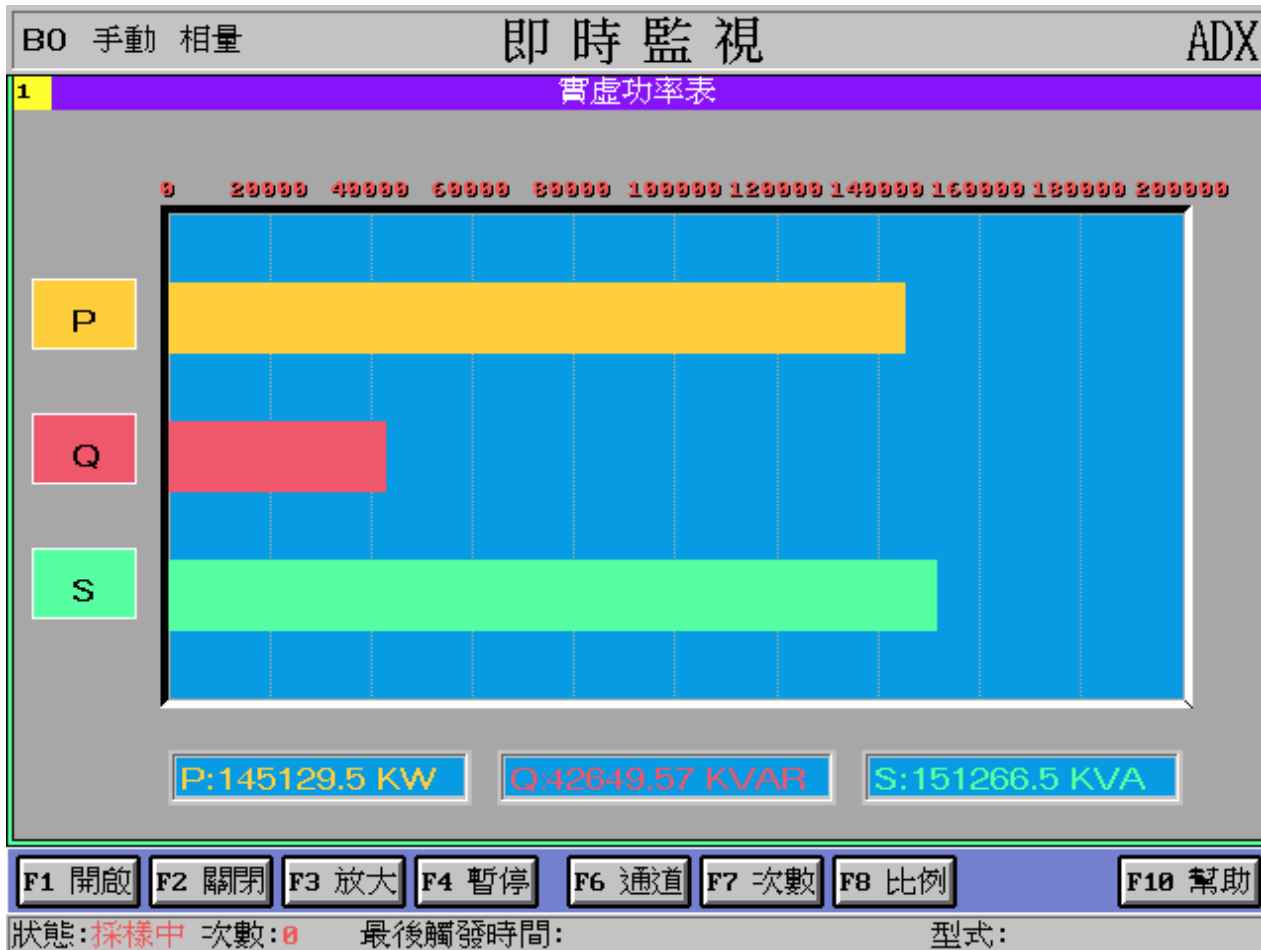 B0 手動 相量 即時監視 ADX
1 實虛功率表
0 20000 40000 60000 80000 100000 120000 140000 160000 180000 200000
P
Q
S
P:145129.5 KW Q:42649.57 KVAR S:151266.5 KVA
F1 開啟 F2 關閉 F3 放大 F4 暫停 F6 通道 F7 次數 F8 比例 F10 幫助
狀態:採樣中 次數:0 最後觸發時間: 型式: